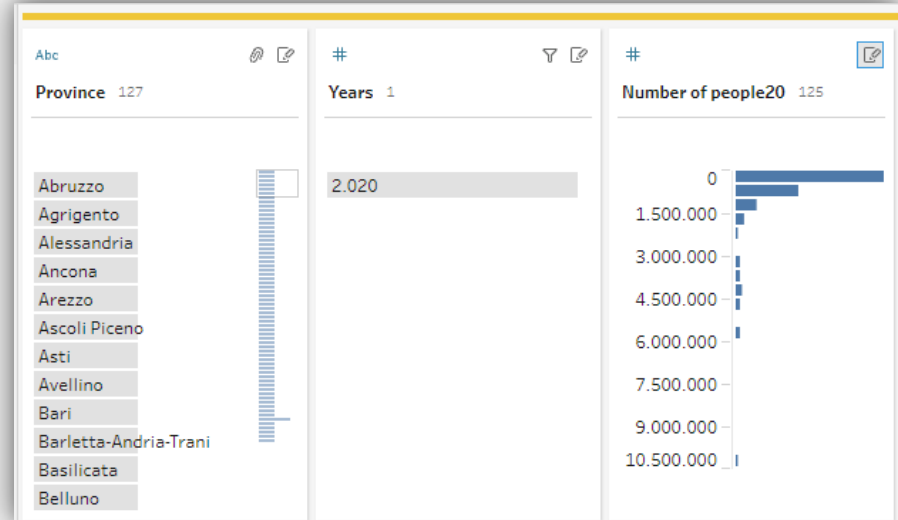 Abc
Province 127
Abruzzo
Agrigento
Alessandria
Ancona
Arezzo
Ascoli Piceno
Asti
Avellino
Bari
Barletta-Andria-Trani
Basilicata
Belluno
#
Years 1
2.020
#
Number of people20 125
0
1.500.000
3.000.000
4.500.000
6.000.000
7.500.000
9.000.000
10.500.000